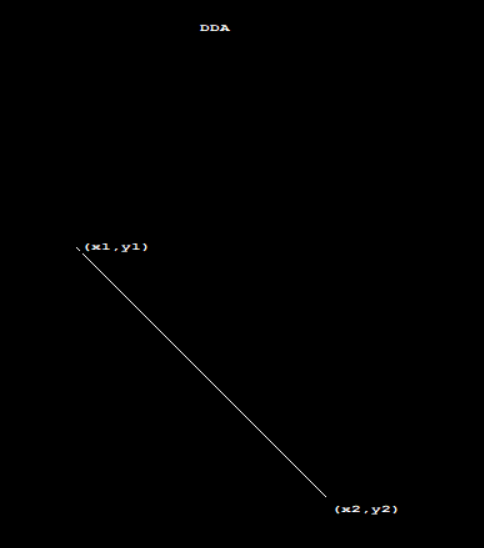 DDA
(x1,y1)
(x2,y2)